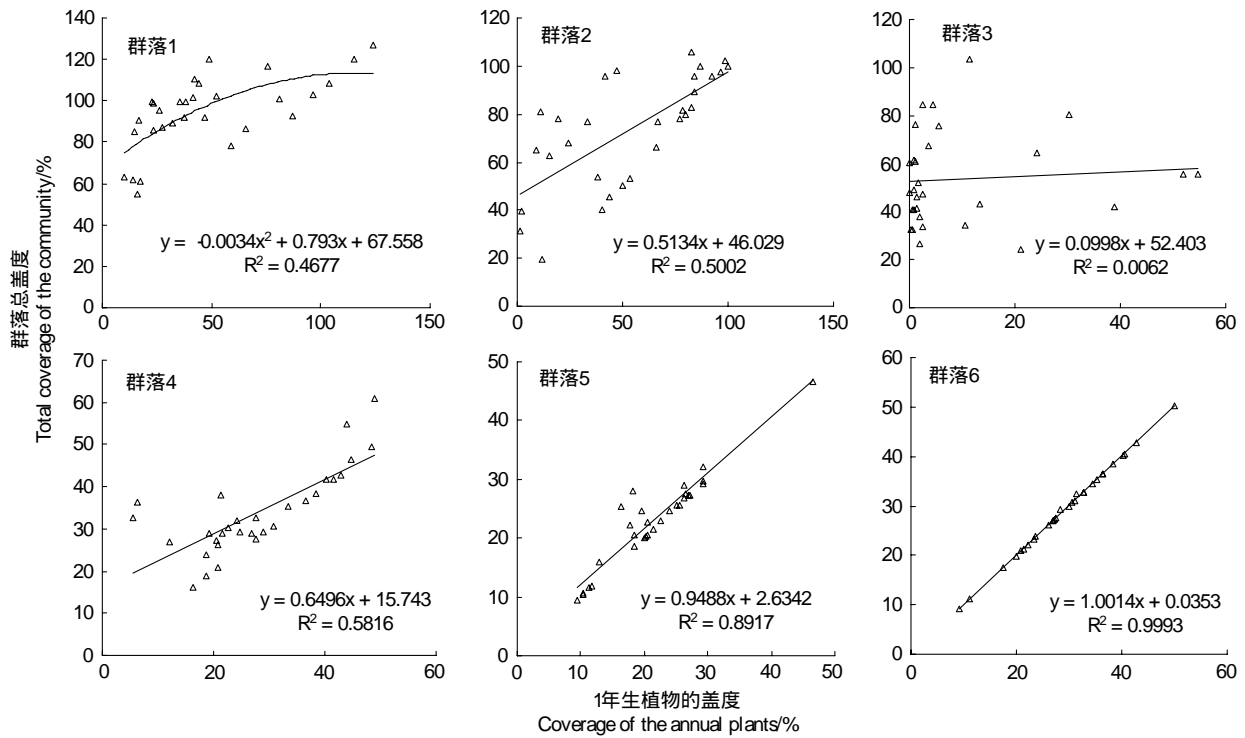 群落总盖度
Total coverage of the community/%
群落1
140
120
100
80
60
40
20
0
0 50 100 150
y = -0.0034x² + 0.793x + 67.558
R² = 0.4677
群落2
120
100
80
60
40
20
0
0 50 100 150
y = 0.5134x + 46.029
R² = 0.5002
群落3
120
100
80
60
40
20
0
0 20 40 60
y = 0.0998x + 52.403
R² = 0.0062
群落4
70
60
50
40
30
20
10
0
0 20 40 60
y = 0.6496x + 15.743
R² = 0.5816
群落5
50
40
30
20
10
0
0 10 20 30 40 50
y = 0.9488x + 2.6342
R² = 0.8917
群落6
60
50
40
30
20
10
0
0 20 40 60
y = 1.0014x + 0.0353
R² = 0.9993
1年生植物的盖度
Coverage of the annual plants/%